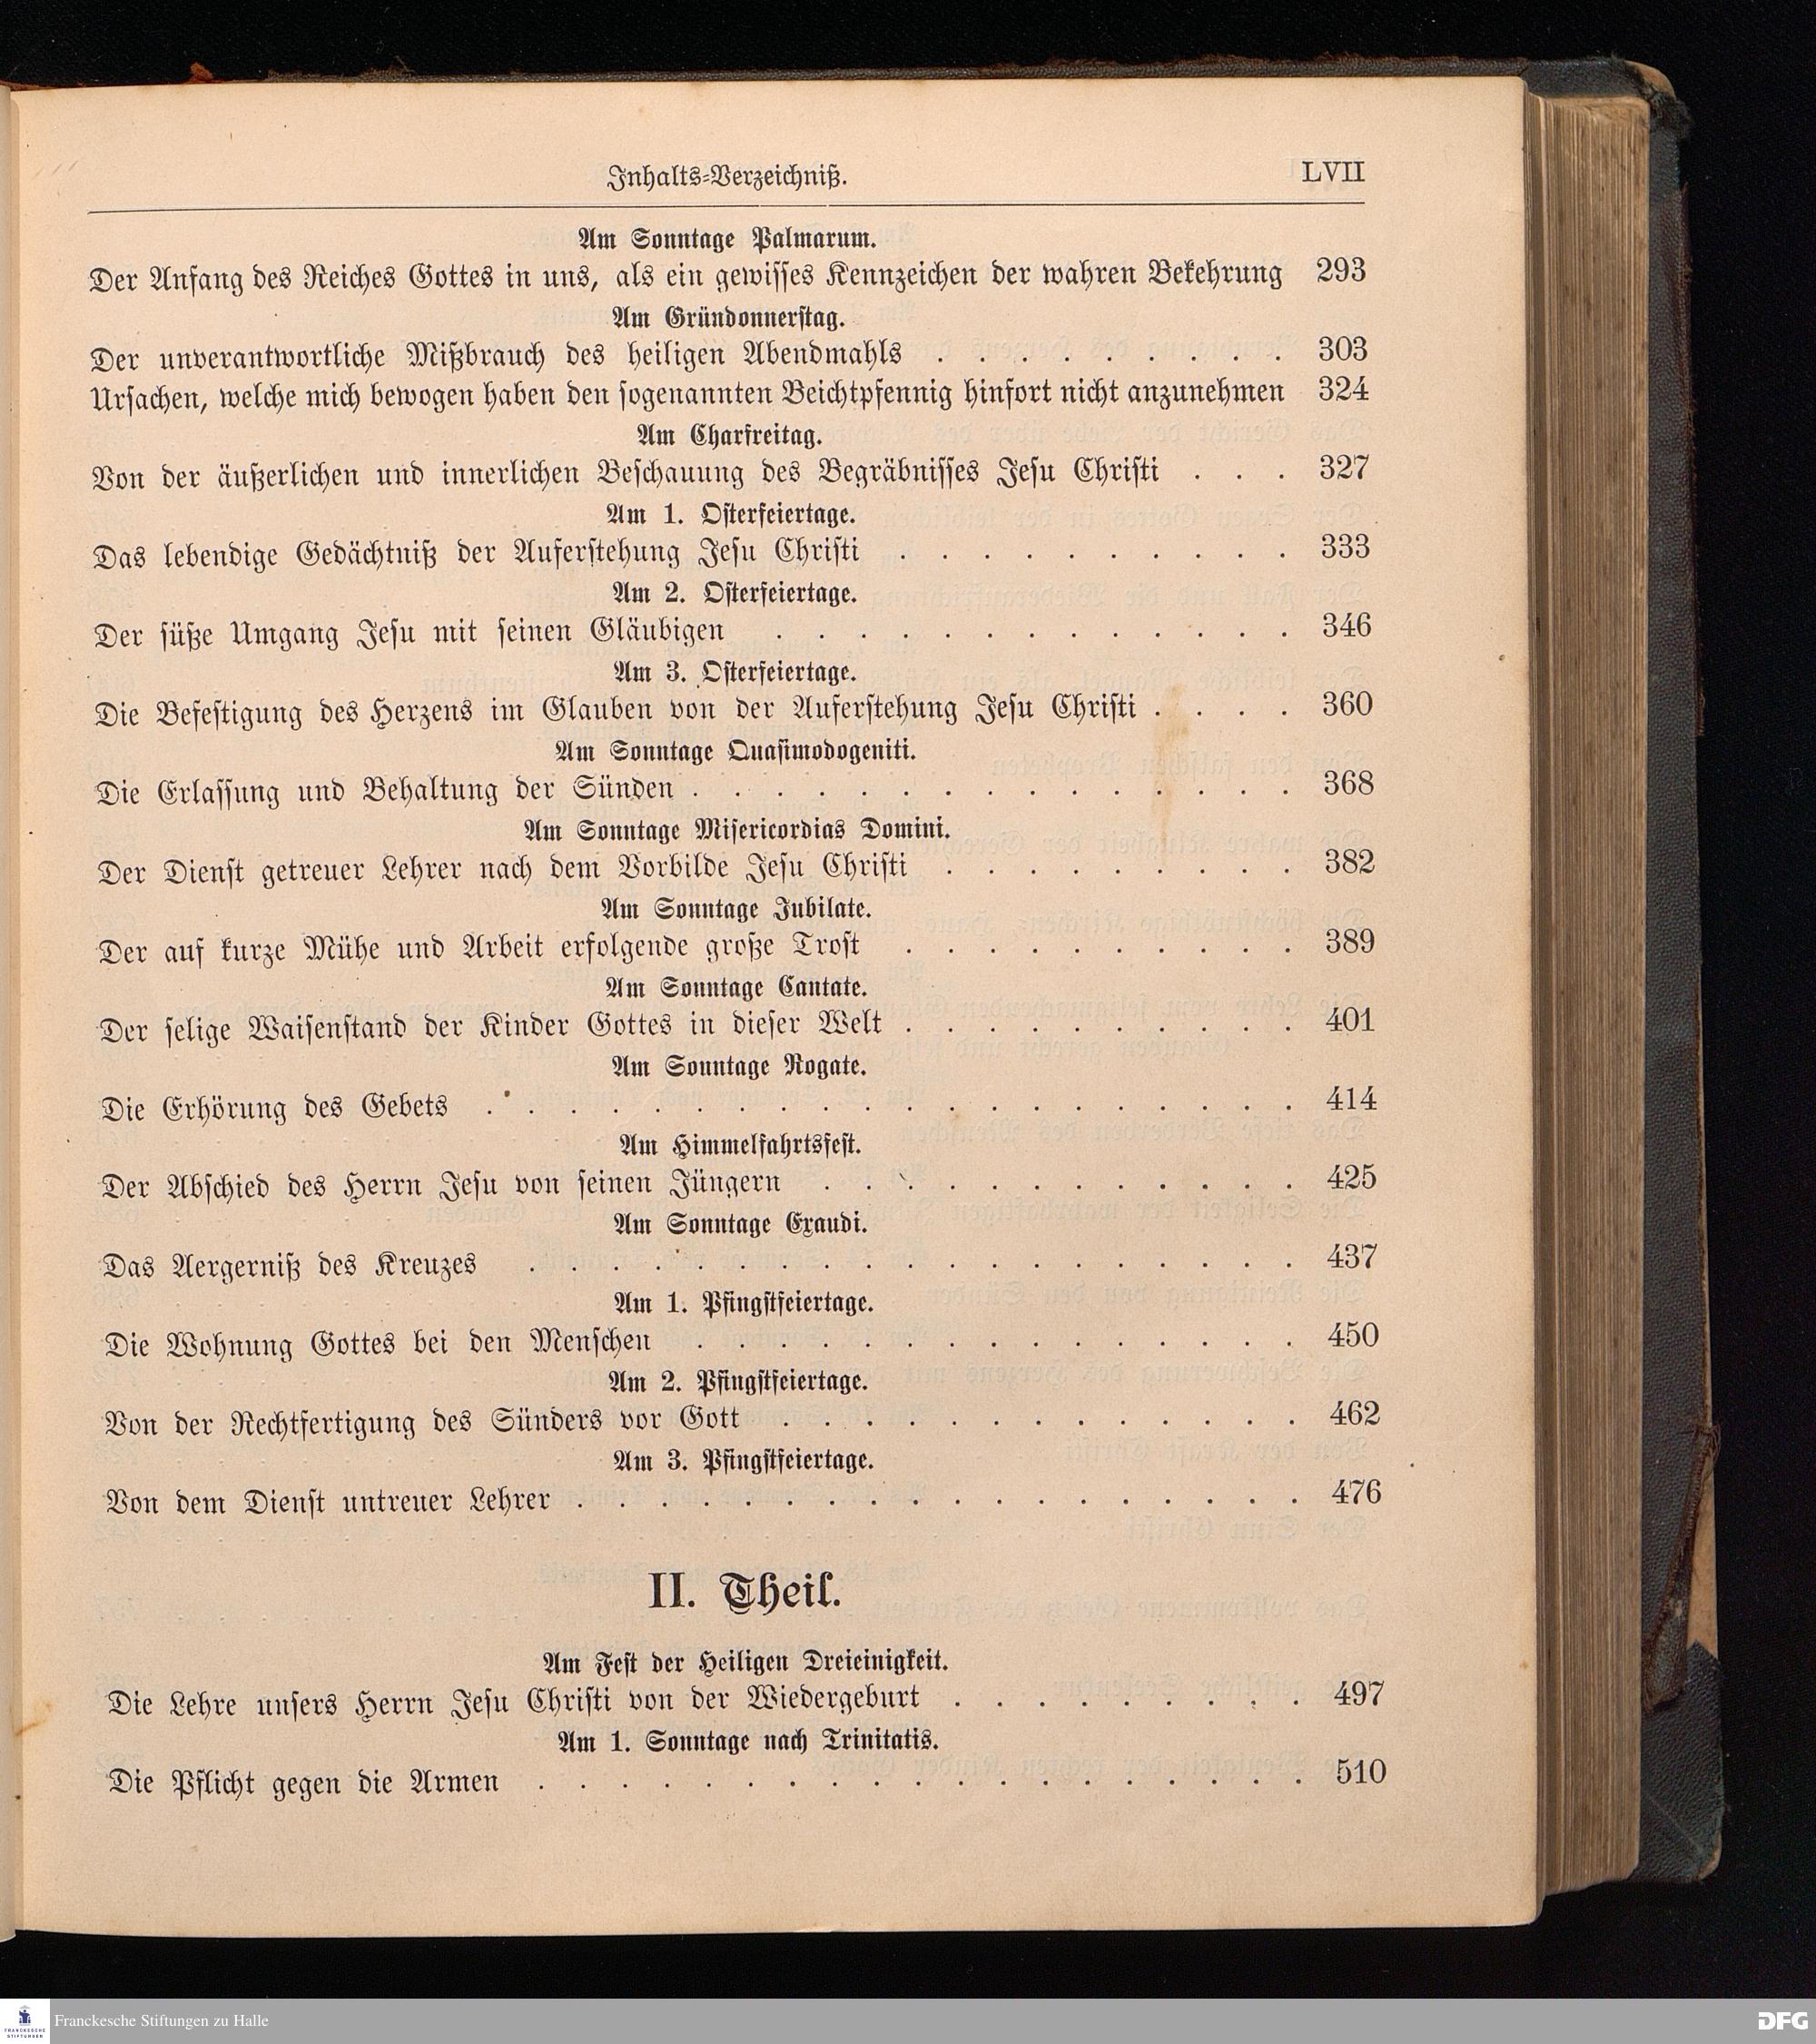 Inhalts-Verzeichniß. LVII
Am Sonntage Palmarum.
Der Anfang des Reiches Gottes in uns, als ein gewisses Kennzeichen der wahren Bekehrung 293
Am Gründonnerstag.
Der unverantwortliche Mißbrauch des heiligen Abendmahls . . . . . . . . . 303
Ursachen, welche mich bewogen haben den sogenannten Beichtpfennig hinfort nicht anzunehmen 324
Am Charfreitag.
Von der äußerlichen und innerlichen Beschauung des Begräbnisses Jesu Christi . . . 327
Am 1. Osterfeiertage.
Das lebendige Gedächtniß der Auferstehung Jesu Christi . . . . . . . . . . 333
Am 2. Osterfeiertage.
Der süße Umgang Jesu mit seinen Gläubigen . . . . . . . . . . . . . 346
Am 3. Osterfeiertage.
Die Befestigung des Herzens im Glauben von der Auferstehung Jesu Christi . . . . 360
Am Sonntage Quasimodogeniti.
Die Erlassung und Behaltung der Sünden . . . . . . . . . . . . . . . 368
Am Sonntage Misericordias Domini.
Der Dienst getreuer Lehrer nach dem Vorbilde Jesu Christi . . . . . . . . . 382
Am Sonntage Jubilate.
Der auf kurze Mühe und Arbeit erfolgende große Trost . . . . . . . . . . 389
Am Sonntage Cantate.
Der selige Waisenstand der Kinder Gottes in dieser Welt . . . . . . . . . . 401
Am Sonntage Rogate.
Die Erhörung des Gebets . . . . . . . . . . . . . . . . . . . . 414
Am Himmelfahrtsfest.
Der Abschied des Herrn Jesu von seinen Jüngern . . . . . . . . . . . . 425
Am Sonntage Exaudi.
Das Aergerniß des Kreuzes . . . . . . . . . . . . . . . . . . . 437
Am 1. Pfingstfeiertage.
Die Wohnung Gottes bei den Menschen . . . . . . . . . . . . . . . 450
Am 2. Pfingstfeiertage.
Von der Rechtfertigung des Sünders vor Gott . . . . . . . . . . . . . 462
Am 3. Pfingstfeiertage.
Von dem Dienst untreuer Lehrer . . . . . . . . . . . . . . . . . . 476
II. Theil.
Am Fest der Heiligen Dreieinigkeit.
Die Lehre unsers Herrn Jesu Christi von der Wiedergeburt . . . . . . . . . 497
Am 1. Sonntage nach Trinitatis.
Die Pflicht gegen die Armen . . . . . . . . . . . . . . . . . . . 510
FRANCKESCHE
STIFTUNGEN
Franckesche Stiftungen zu Halle
DFG